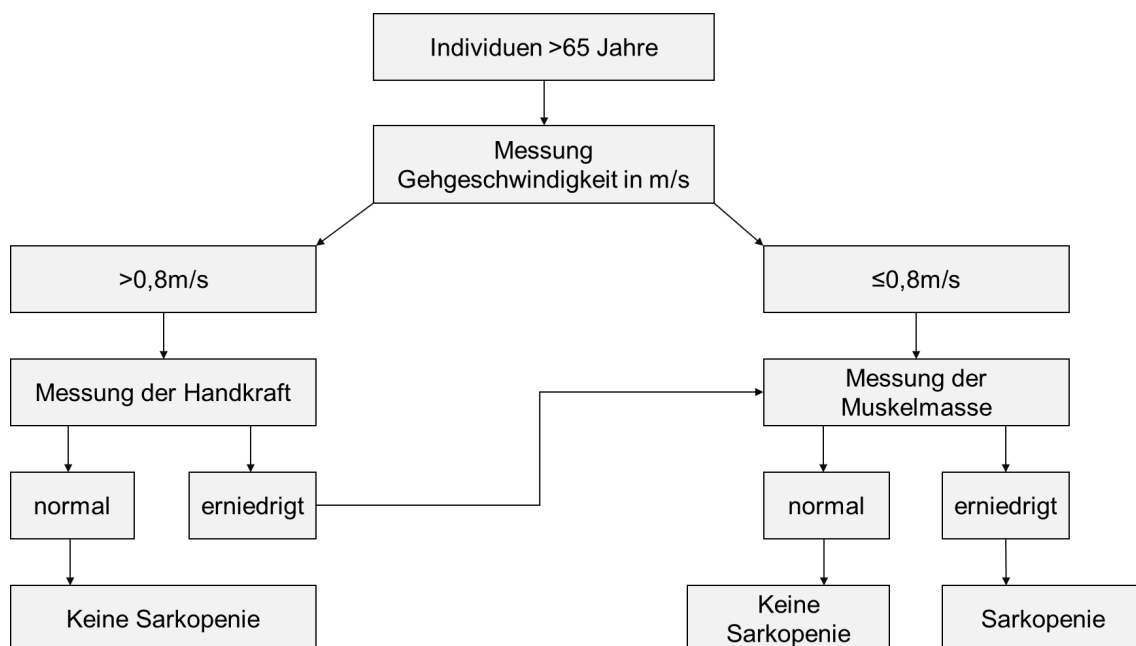 Individuen >65 Jahre
Messung
Gehgeschwindigkeit in m/s
>0,8m/s
≤0,8m/s
Messung der Handkraft
Messung der
Muskelmasse
normal
erniedrigt
normal
erniedrigt
Keine Sarkopenie
Keine
Sarkopenie
Sarkopenie